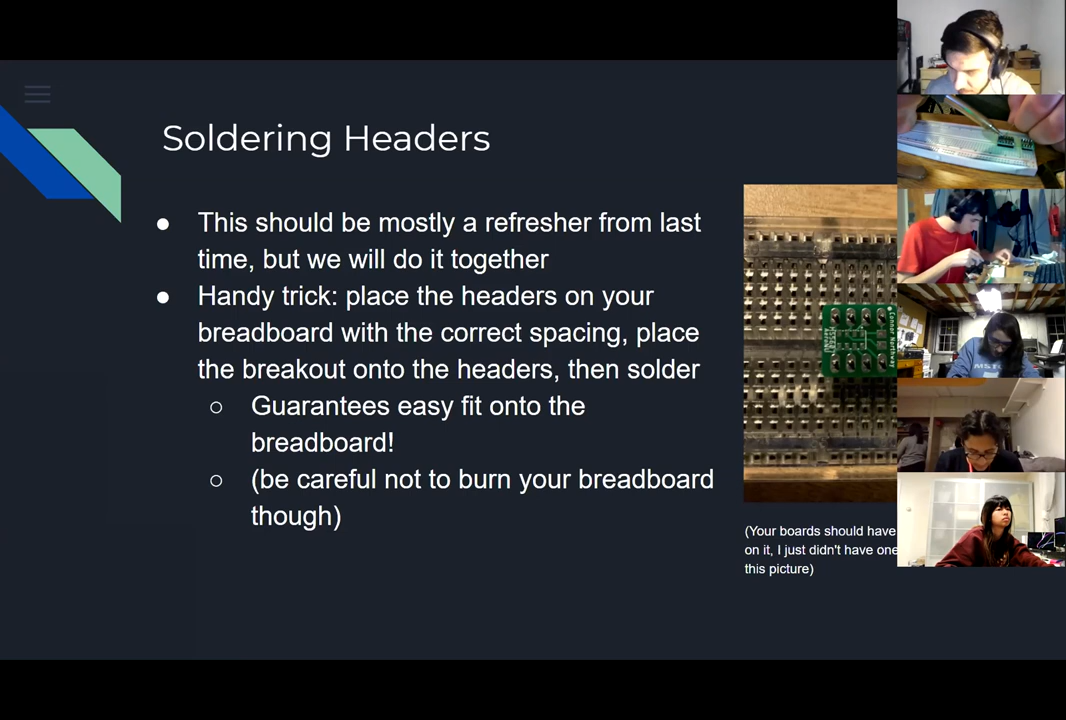 Soldering Headers
● This should be mostly a refresher from last
time, but we will do it together
● Handy trick: place the headers on your
breadboard with the correct spacing, place
the breakout onto the headers, then solder
○ Guarantees easy fit onto the
breadboard!
○ (be careful not to burn your breadboard
though)
Connor Northway
(Your boards should have
on it, I just didn't have one
this picture)